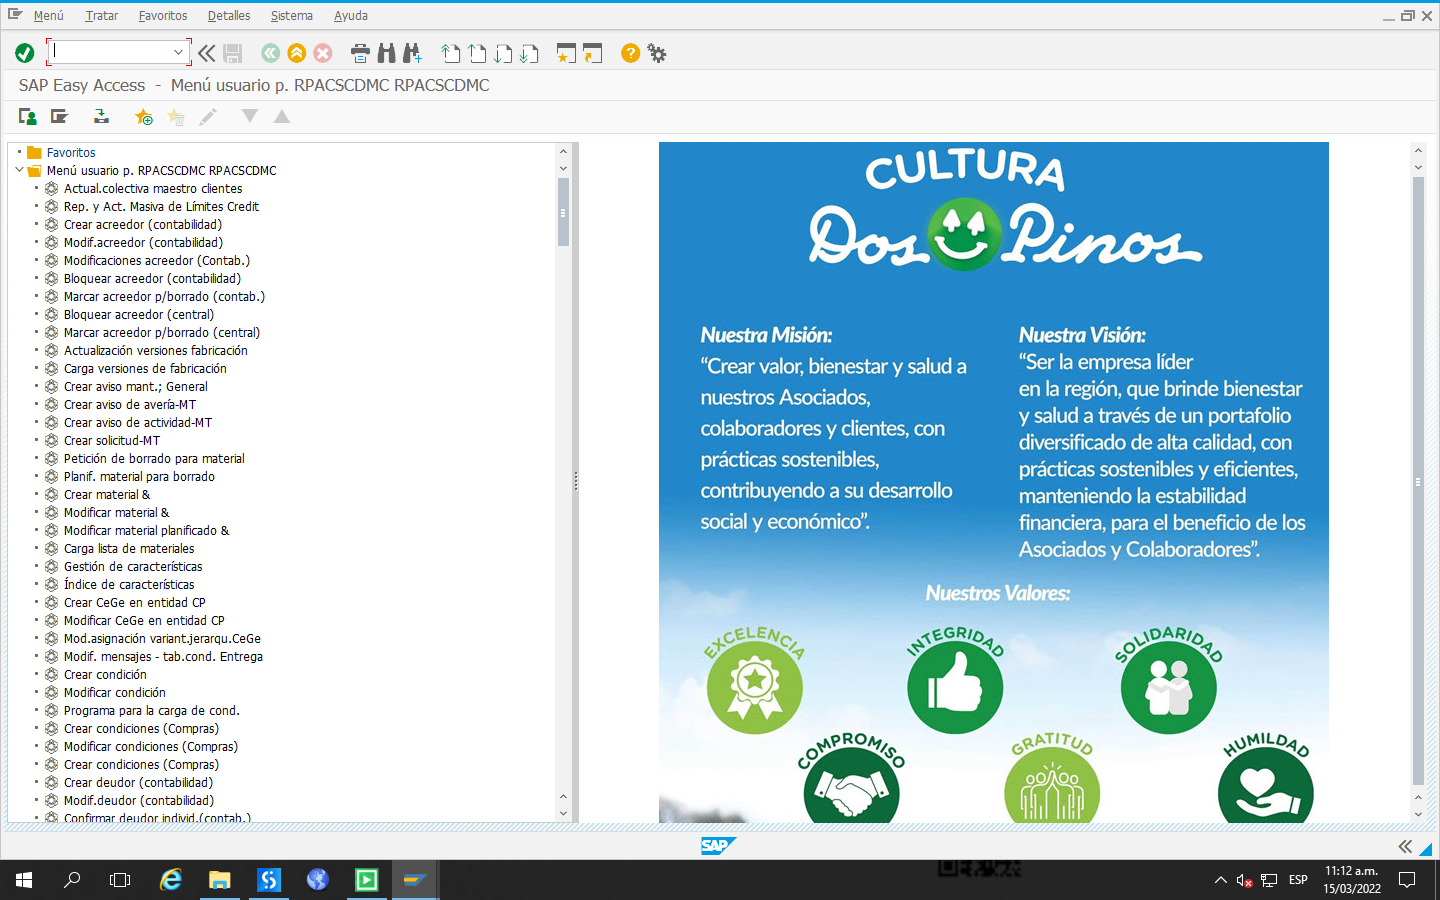 Menú Tratar Favoritos Detalles Sistema Ayuda
SAP Easy Access - Menú usuario p. RPACSCDMC RPACSCDMC
Favoritos
Menú usuario p. RPACSCDMC RPACSCDMC
Actual.colectiva maestro clientes
Rep. y Act. Masiva de Límites Credit
Crear acreedor (contabilidad)
Modif.acreedor (contabilidad)
Modificaciones acreedor (Contab.)
Bloquear acreedor (contabilidad)
Marcar acreedor p/borrado (contab.)
Bloquear acreedor (central)
Marcar acreedor p/borrado (central)
Actualización versiones fabricación
Carga versiones de fabricación
Crear aviso mant.; General
Crear aviso de avería-MT
Crear aviso de actividad-MT
Crear solicitud-MT
Petición de borrado para material
Planif. material para borrado
Crear material &
Modificar material &
Modificar material planificado &
Carga lista de materiales
Gestión de características
Índice de características
Crear CeGe en entidad CP
Modificar CeGe en entidad CP
Mod.asignación variant.jerarqu.CeGe
Modif. mensajes - tab.cond. Entrega
Crear condición
Modificar condición
Programa para la carga de cond.
Crear condiciones (Compras)
Modificar condiciones (Compras)
Crear condiciones (Compras)
Crear deudor (contabilidad)
Modif.deudor (contabilidad)
Confirmar deudor individ.(contab.)
CULTURA
Dos Pinos
Nuestra Misión:
“Crear valor, bienestar y salud a
nuestros Asociados,
colaboradores y clientes, con
prácticas sostenibles,
contribuyendo a su desarrollo
social y económico”.
Nuestra Visión:
“Ser la empresa líder
en la región, que brinde bienestar
y salud a través de un portafolio
diversificado de alta calidad, con
prácticas sostenibles y eficientes,
manteniendo la estabilidad
financiera, para el beneficio de los
Asociados y Colaboradores”.
Nuestros Valores:
EXCELENCIA
INTEGRIDAD
SOLIDARIDAD
COMPROMISO
GRATITUD
HUMILDAD
SAP
ESP
11:12 a.m.
15/03/2022